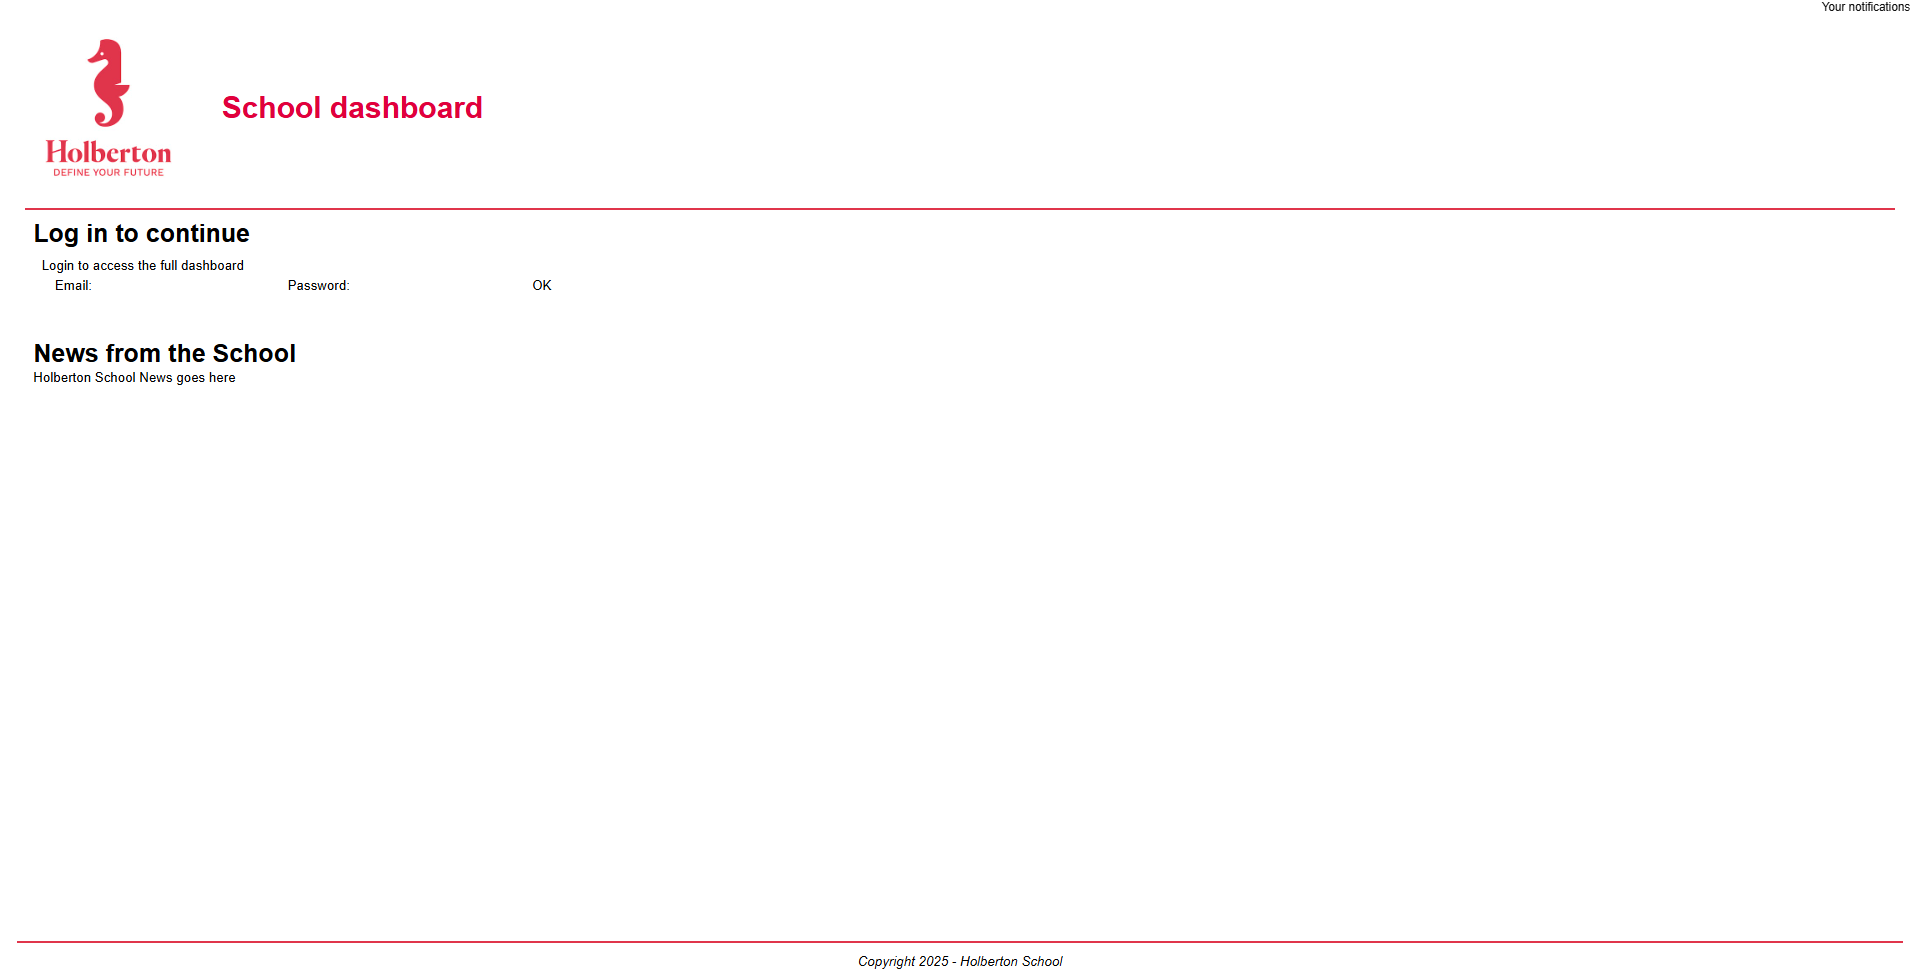 Your notifications
Holberton
DEFINE YOUR FUTURE
School dashboard
Log in to continue
Login to access the full dashboard
Email: Password: OK
News from the School
Holberton School News goes here
Copyright 2025 - Holberton School